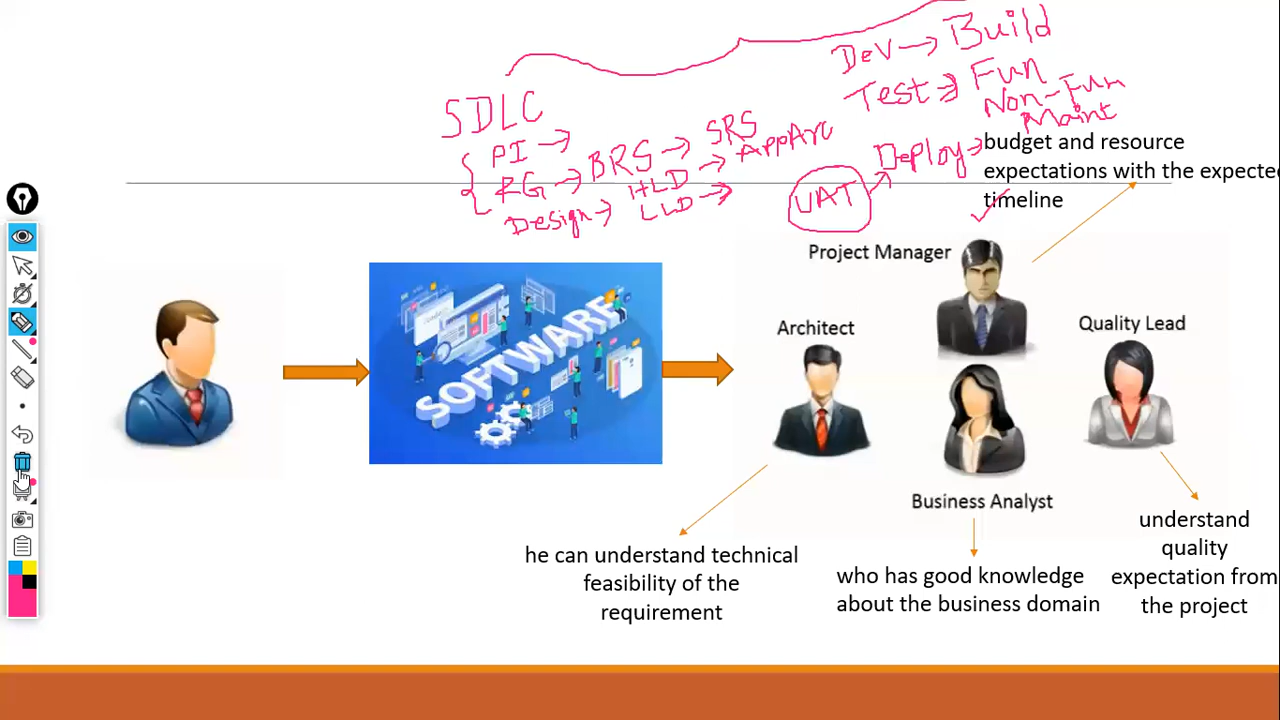 Dev → Build
Test ⇒ Fun
Non-Fun
Maint
SDLC
PI →
RG → BRS → SRS
Design → HLD → AppArc
LLD →
UAT → Deploy →
budget and resource
expectations with the expected
timeline
Project Manager
Architect
Quality Lead
SOFTWARE
Business Analyst
he can understand technical
feasibility of the
requirement
who has good knowledge
about the business domain
understand
quality
expectation from
the project